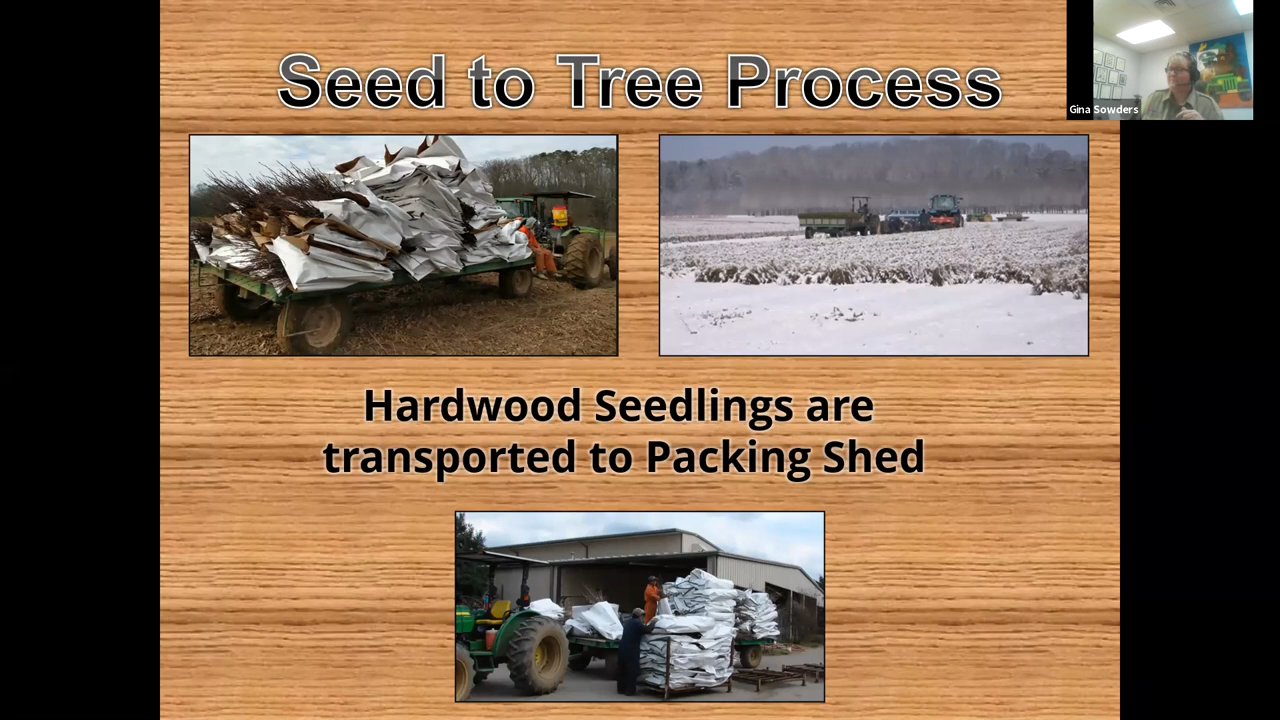 Seed to Tree Process
Gina Sowders
Hardwood Seedlings are
transported to Packing Shed